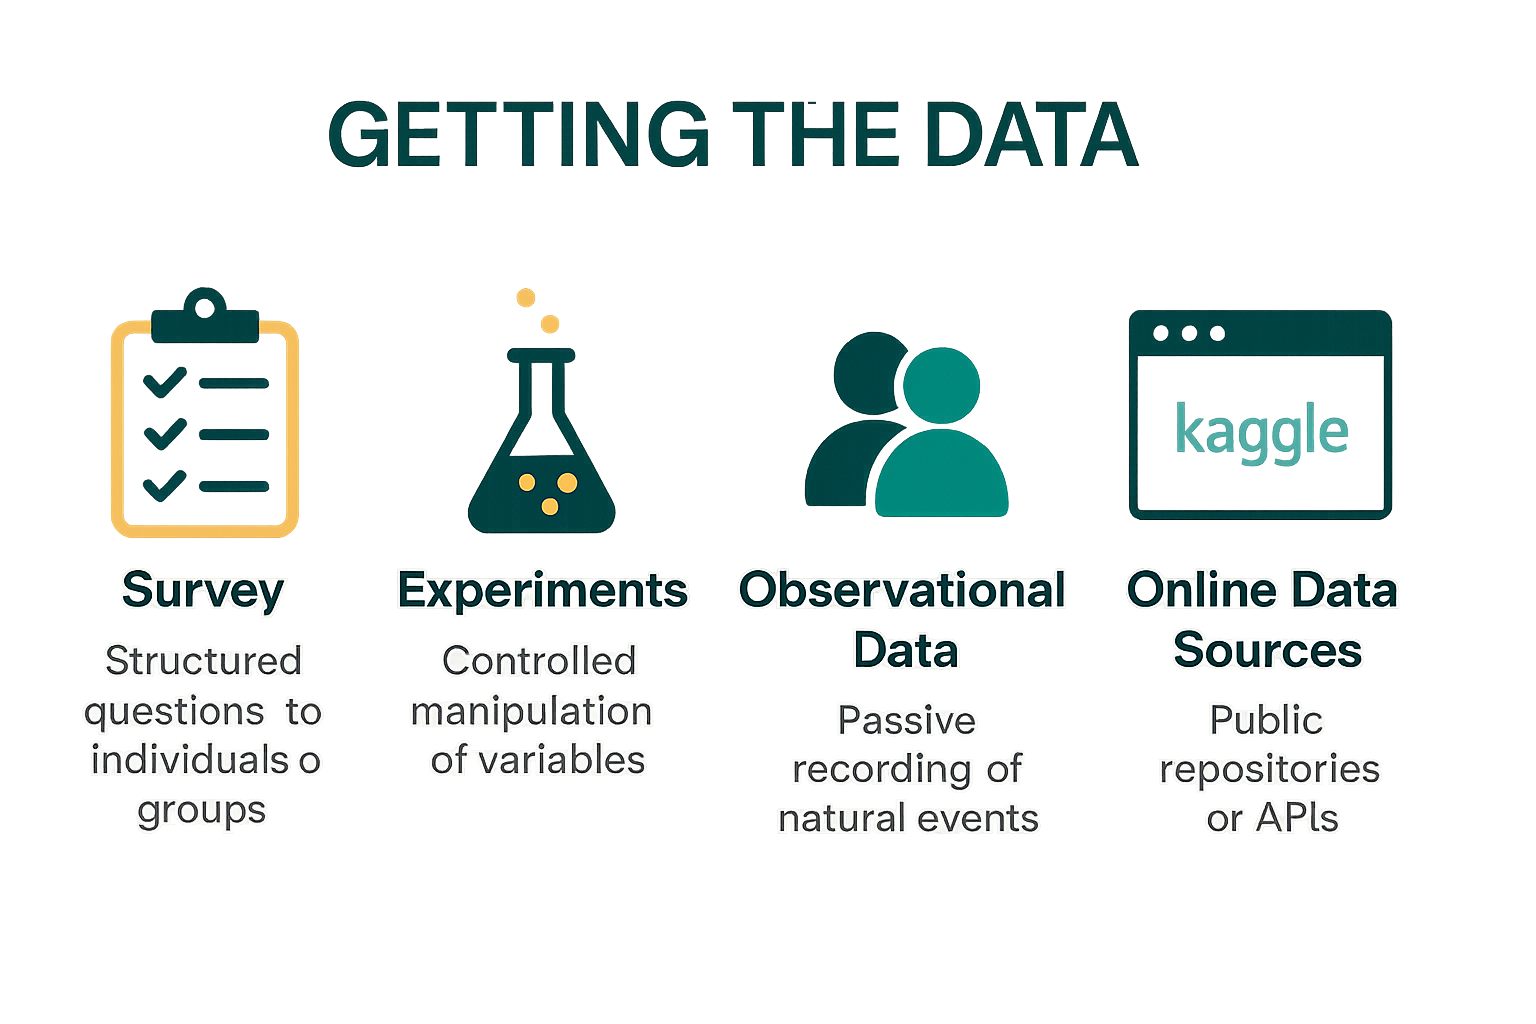 GETTING THE DATA
kaggle
Survey
Structured
questions to
individuals o
groups
Experiments
Controlled
manipulation
of variables
Observational
Data
Passive
recording of
natural events
Online Data
Sources
Public
repositories
or APIs